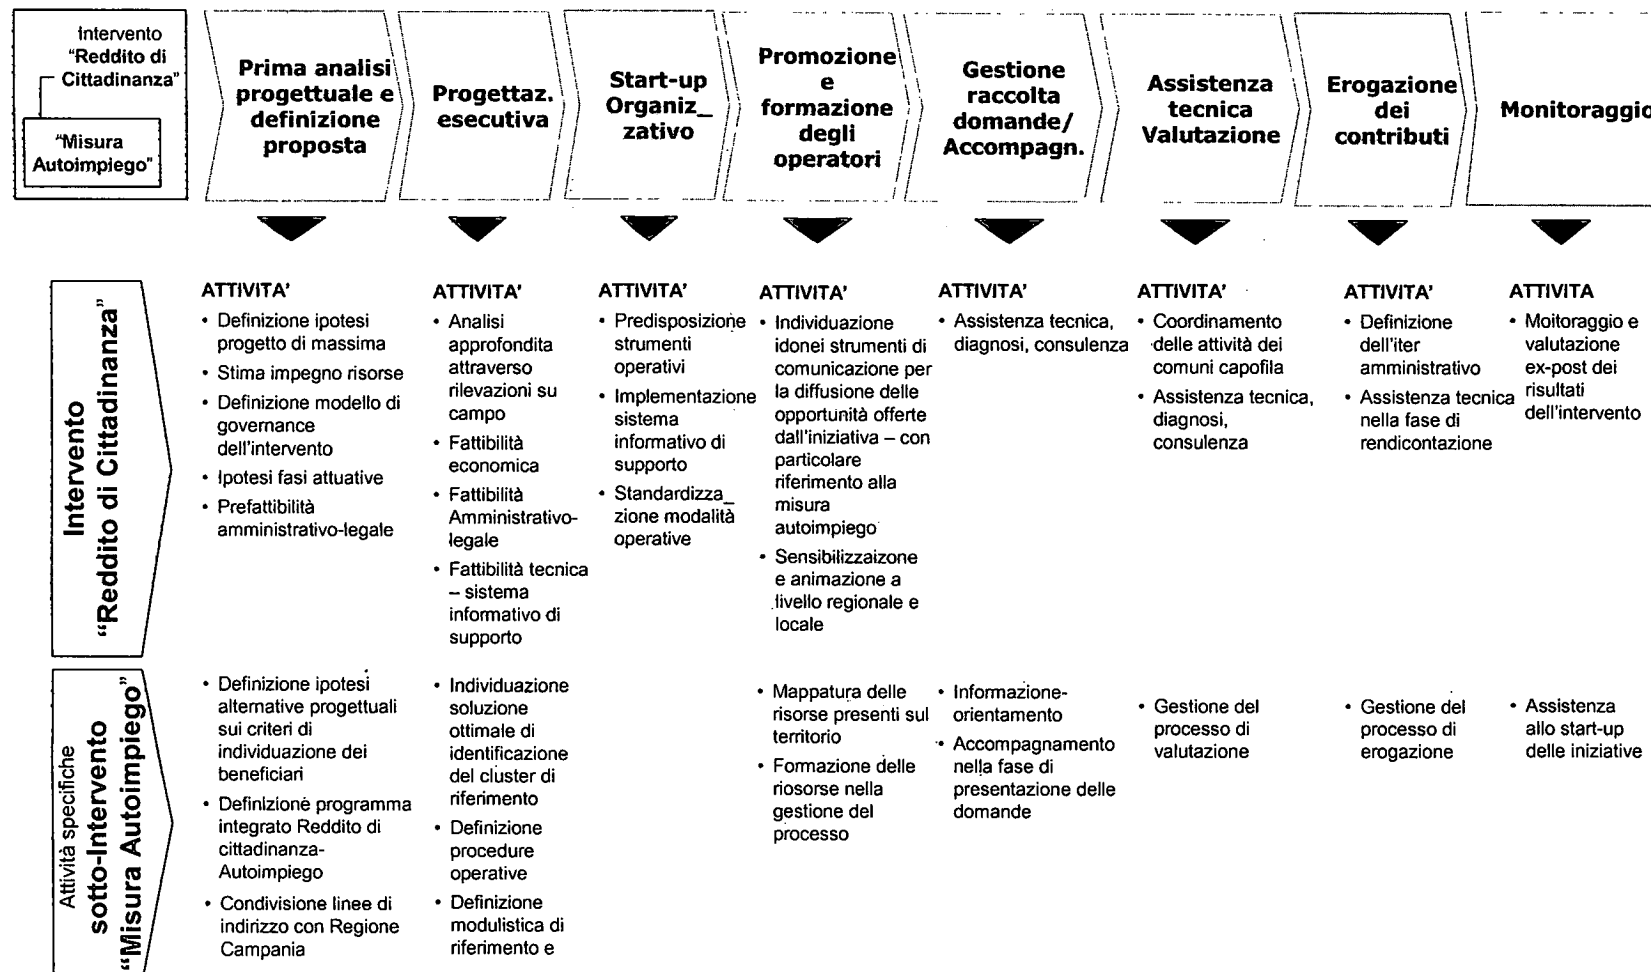 Intervento
"Reddito di
Cittadinanza"
"Misura
Autoimpiego"
Prima analisi
progettuale e
definizione
proposta
Progettaz.
esecutiva
Start-up
Organiz_
zativo
Promozione
e
formazione
degli
operatori
Gestione
raccolta
domande/
Accompagn.
Assistenza
tecnica
Valutazione
Erogazione
dei
contributi
Monitoraggio
Intervento
"Reddito di Cittadinanza"
ATTIVITA'
• Definizione ipotesi
progetto di massima
• Stima impegno risorse
• Definizione modello di
governance
dell'intervento
• Ipotesi fasi attuative
• Prefattibilità
amministrativo-legale
ATTIVITA'
• Analisi
approfondita
attraverso
rilevazioni su
campo
• Fattibilità
economica
• Fattibilità
Amministrativo-
legale
• Fattibilità tecnica
– sistema
informativo di
supporto
ATTIVITA'
• Predisposizione
strumenti
operativi
• Implementazione
sistema
informativo di
supporto
• Standardizza_
zione modalità
operative
ATTIVITA'
• Individuazione
idonei strumenti di
comunicazione per
la diffusione delle
opportunità offerte
dall'iniziativa – con
particolare
riferimento alla
misura
autoimpiego
• Sensibilizzaizone
e animazione a
livello regionale e
locale
ATTIVITA'
• Assistenza tecnica,
diagnosi, consulenza
ATTIVITA'
• Coordinamento
delle attività dei
comuni capofila
• Assistenza tecnica,
diagnosi,
consulenza
ATTIVITA'
• Definizione
dell'iter
amministrativo
• Assistenza tecnica
nella fase di
rendicontazione
ATTIVITA
• Moitoraggio e
valutazione
ex-post dei
risultati
dell'intervento
Attività specifiche
sotto-Intervento
"Misura Autoimpiego"
• Definizione ipotesi
alternative progettuali
sui criteri di
individuazione dei
beneficiari
• Definizione programma
integrato Reddito di
cittadinanza-
Autoimpiego
• Condivisione linee di
indirizzo con Regione
Campania
• Individuazione
soluzione
ottimale di
identificazione
del cluster di
riferimento
• Definizione
procedure
operative
• Definizione
modulistica di
riferimento e
• Mappatura delle
risorse presenti sul
territorio
• Formazione delle
riosorse nella
gestione del
processo
• Informazione-
orientamento
• Accompagnamento
nella fase di
presentazione delle
domande
• Gestione del
processo di
valutazione
• Gestione del
processo di
erogazione
• Assistenza
allo start-up
delle iniziative